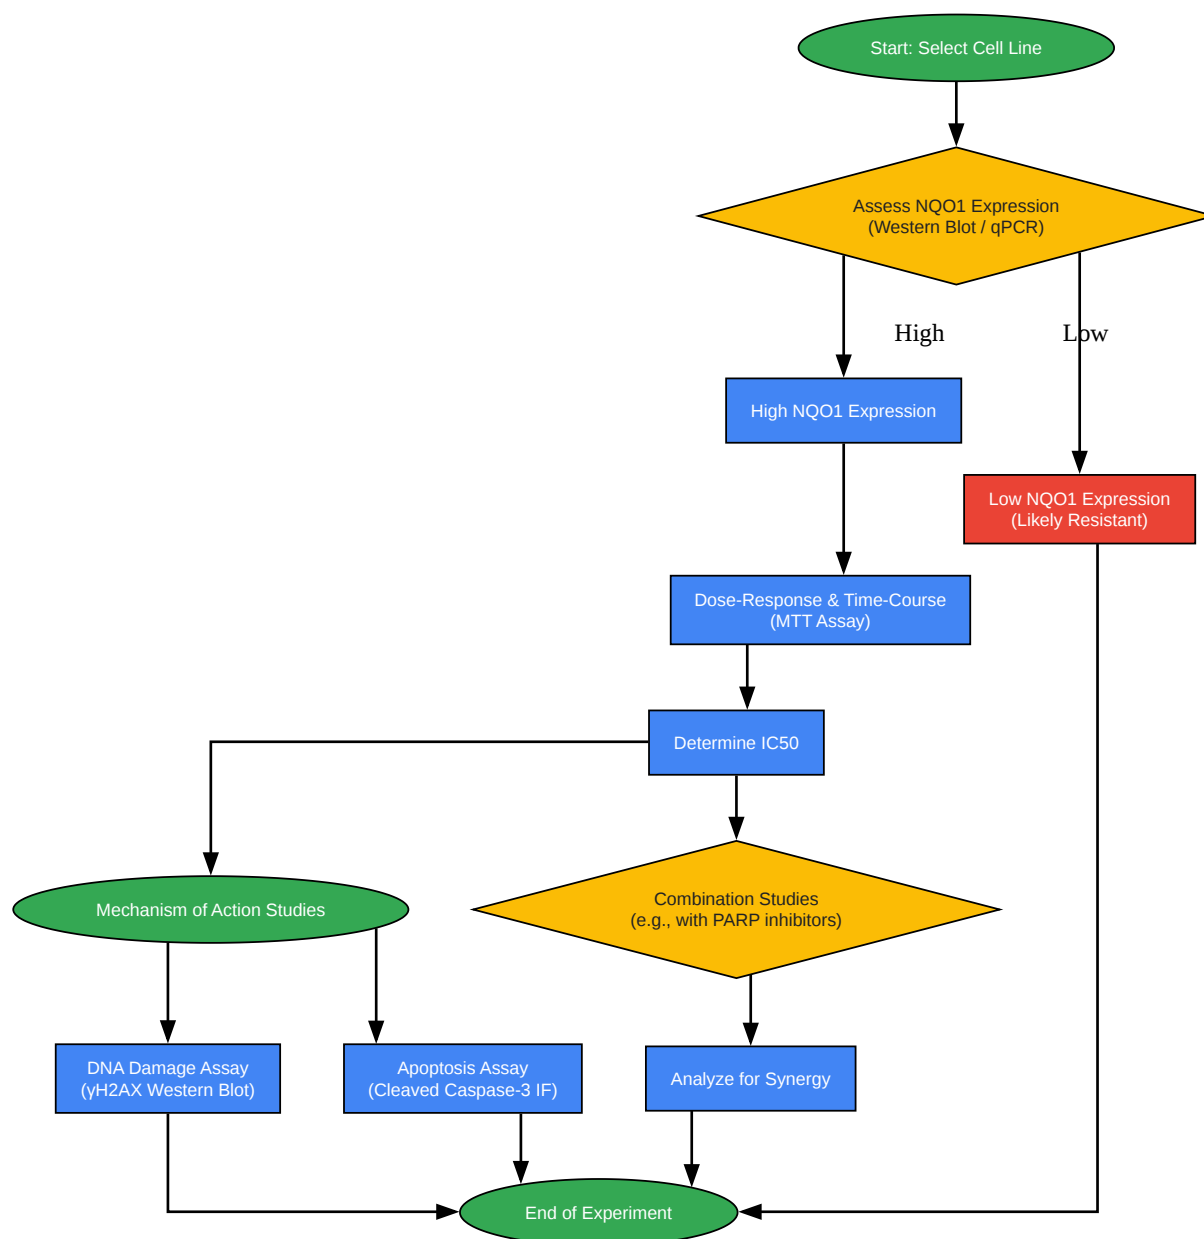 Start: Select Cell Line
Assess NQO1 Expression
(Western Blot / qPCR)
High
Low
High NQO1 Expression
Low NQO1 Expression
(Likely Resistant)
Dose-Response & Time-Course
(MTT Assay)
Determine IC50
Mechanism of Action Studies
Combination Studies
(e.g., with PARP inhibitors)
DNA Damage Assay
(γH2AX Western Blot)
Apoptosis Assay
(Cleaved Caspase-3 IF)
Analyze for Synergy
End of Experiment